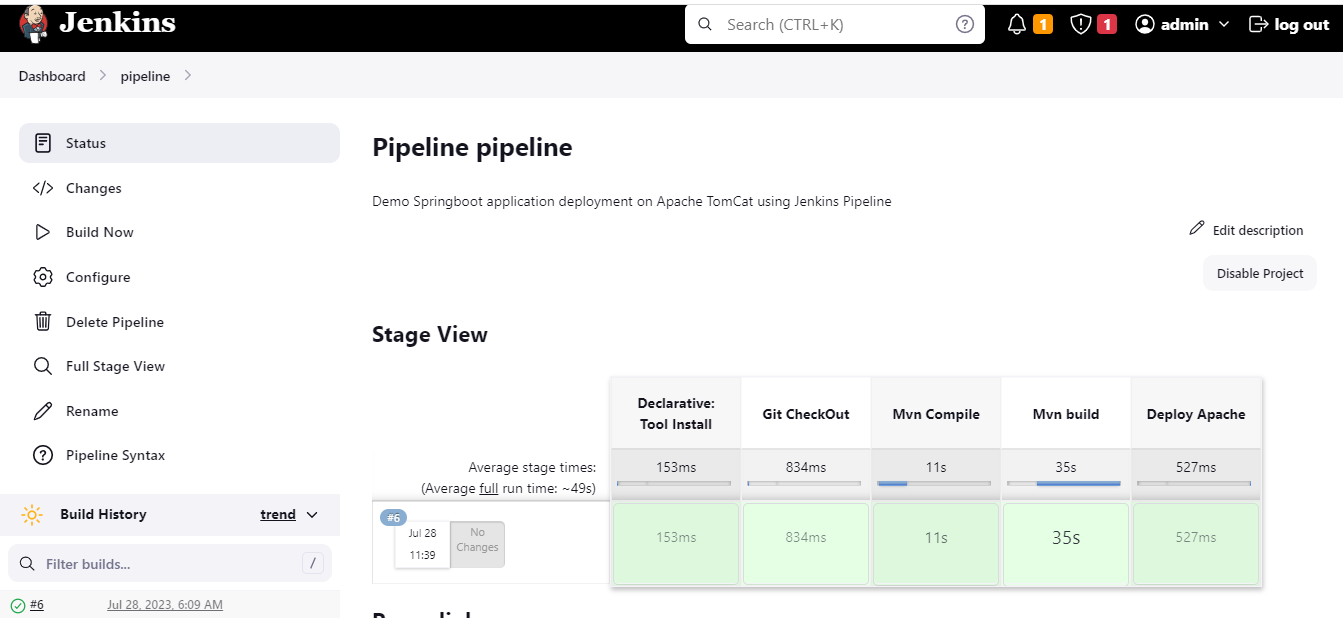 Jenkins
Search (CTRL+K)
?
1
1
admin
log out
Dashboard
pipeline
Status
Changes
Build Now
Configure
Delete Pipeline
Full Stage View
Rename
Pipeline Syntax
Build History
trend
Filter builds...
/
#6
Jul 28, 2023, 6:09 AM
Pipeline pipeline
Demo Springboot application deployment on Apache TomCat using Jenkins Pipeline
Edit description
Disable Project
Stage View
Declarative:
Tool Install
Git CheckOut
Mvn Compile
Mvn build
Deploy Apache
Average stage times:
(Average full run time: ~49s)
153ms
834ms
11s
35s
527ms
#6
Jul 28
11:39
No
Changes
153ms
834ms
11s
35s
527ms